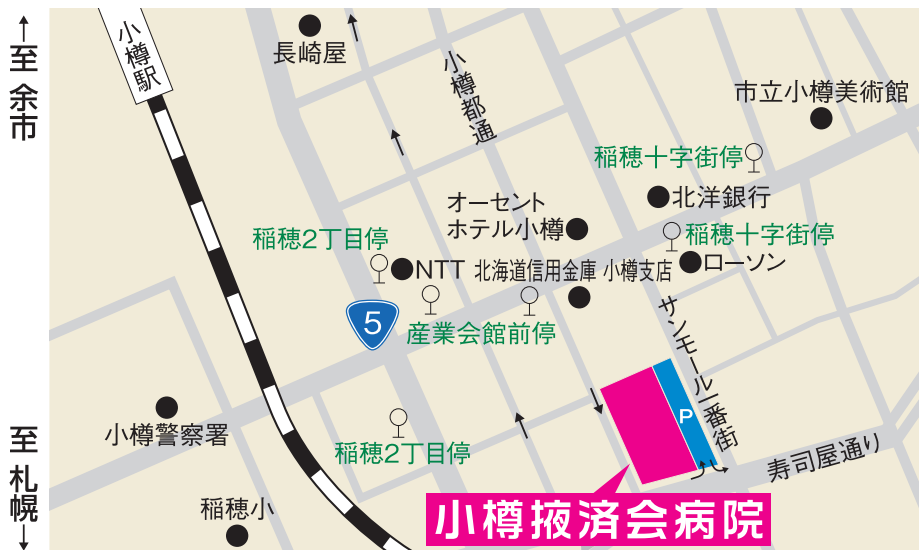 ↑
至
余市
小樽駅
長崎屋
小樽都通
市立小樽美術館
稲穂十字街停
北洋銀行
オーセント
ホテル小樽
稲穂十字街停
稲穂2丁目停
NTT
北海道信用金庫 小樽支店
ローソン
5
産業会館前停
サンモール一番街
P
小樽警察署
稲穂2丁目停
寿司屋通り
至
札幌
↓
稲穂小
小樽掖済会病院